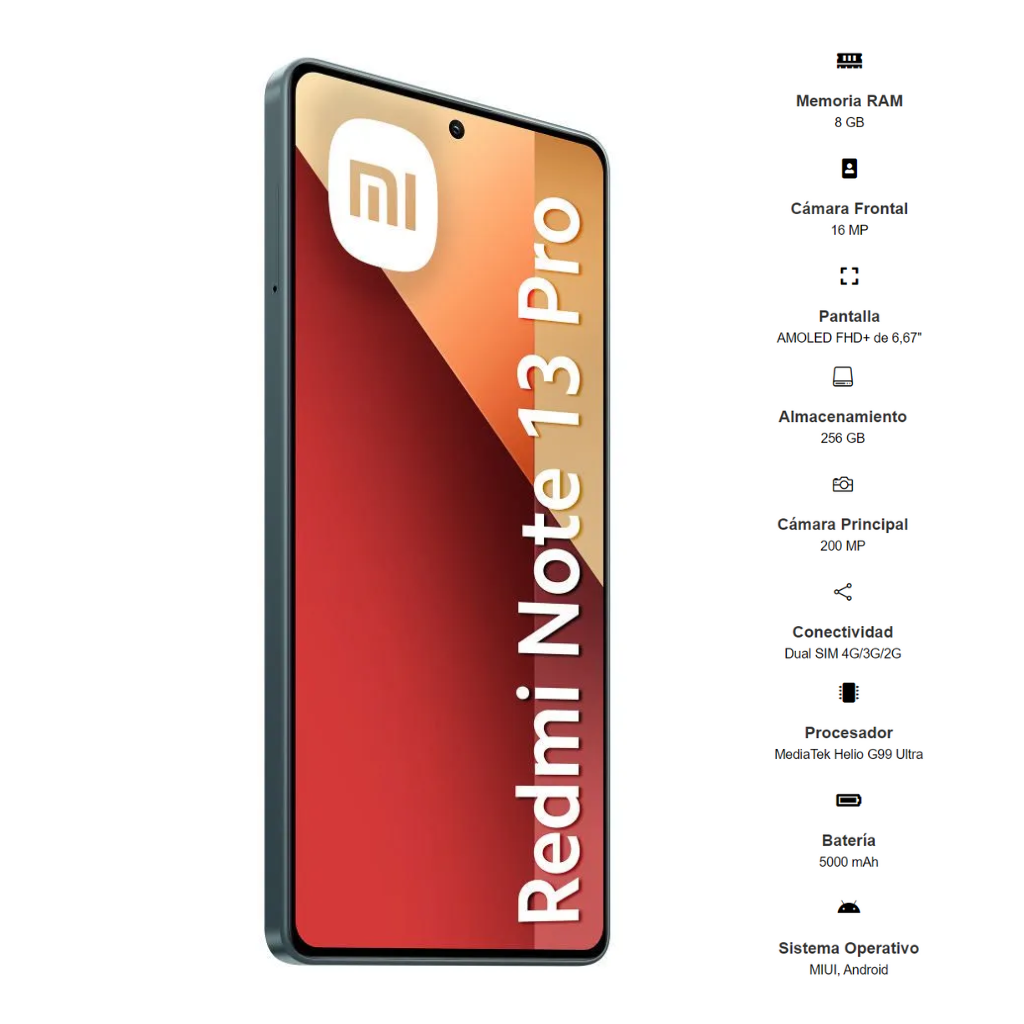 mi
Redmi Note 13 Pro
Memoria RAM
8 GB
Cámara Frontal
16 MP
Pantalla
AMOLED FHD+ de 6,67"
Almacenamiento
256 GB
Cámara Principal
200 MP
Conectividad
Dual SIM 4G/3G/2G
Procesador
MediaTek Helio G99 Ultra
Batería
5000 mAh
Sistema Operativo
MIUI, Android